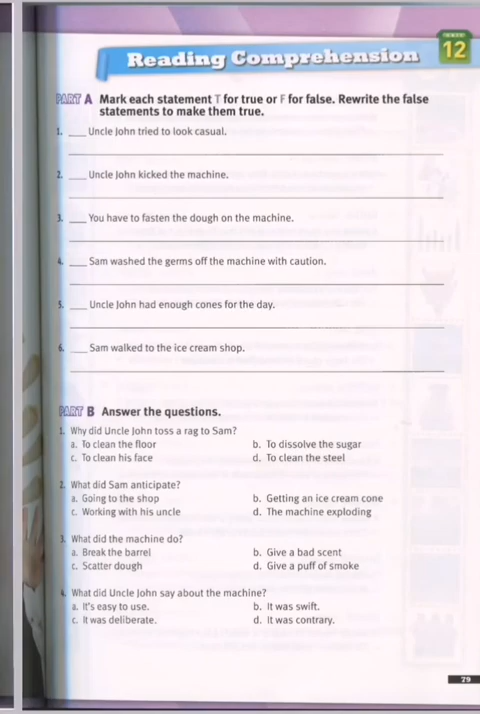 12
Reading Comprehension
PART A Mark each statement T for true or F for false. Rewrite the false
statements to make them true.
1. ___ Uncle John tried to look casual.
2. ___ Uncle John kicked the machine.
3. ___ You have to fasten the dough on the machine.
4. ___ Sam washed the germs off the machine with caution.
5. ___ Uncle John had enough cones for the day.
6. ___ Sam walked to the ice cream shop.
PART B Answer the questions.
1. Why did Uncle John toss a rag to Sam?
a. To clean the floor b. To dissolve the sugar
c. To clean his face d. To clean the steel
2. What did Sam anticipate?
a. Going to the shop b. Getting an ice cream cone
c. Working with his uncle d. The machine exploding
3. What did the machine do?
a. Break the barrel b. Give a bad scent
c. Scatter dough d. Give a puff of smoke
4. What did Uncle John say about the machine?
a. It's easy to use. b. It was swift.
c. It was deliberate. d. It was contrary.
79